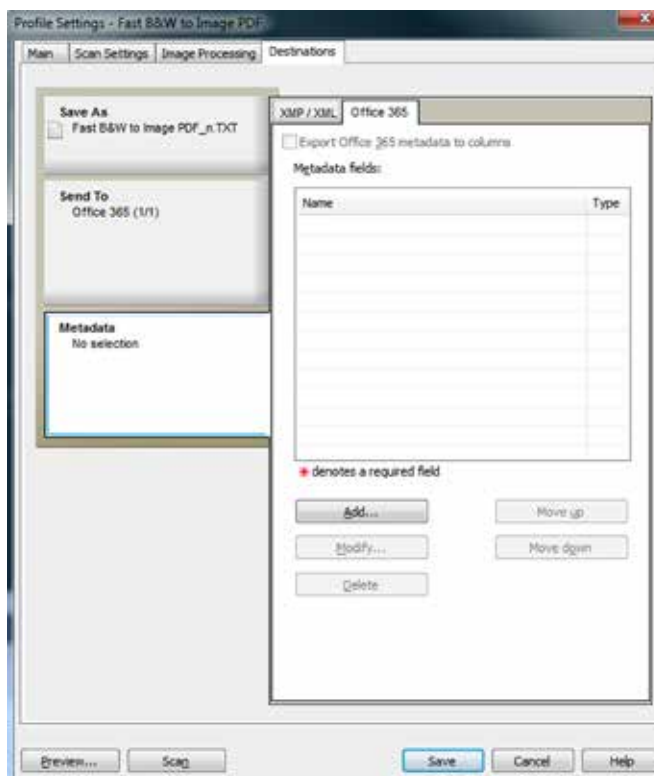 Profile Settings - Fast B&W to Image PDF
Main Scan Settings Image Processing Destinations
Save As
Fast B&W to Image PDF_n.TXT
Send To
Office 365 (1/1)
Metadata
No selection
XMP / XML Office 365
Export Office 365 metadata to columns
Metadata fields:
Name Type
* denotes a required field
Add... Move up
Modify... Move down
Delete
Preview... Scan Save Cancel Help